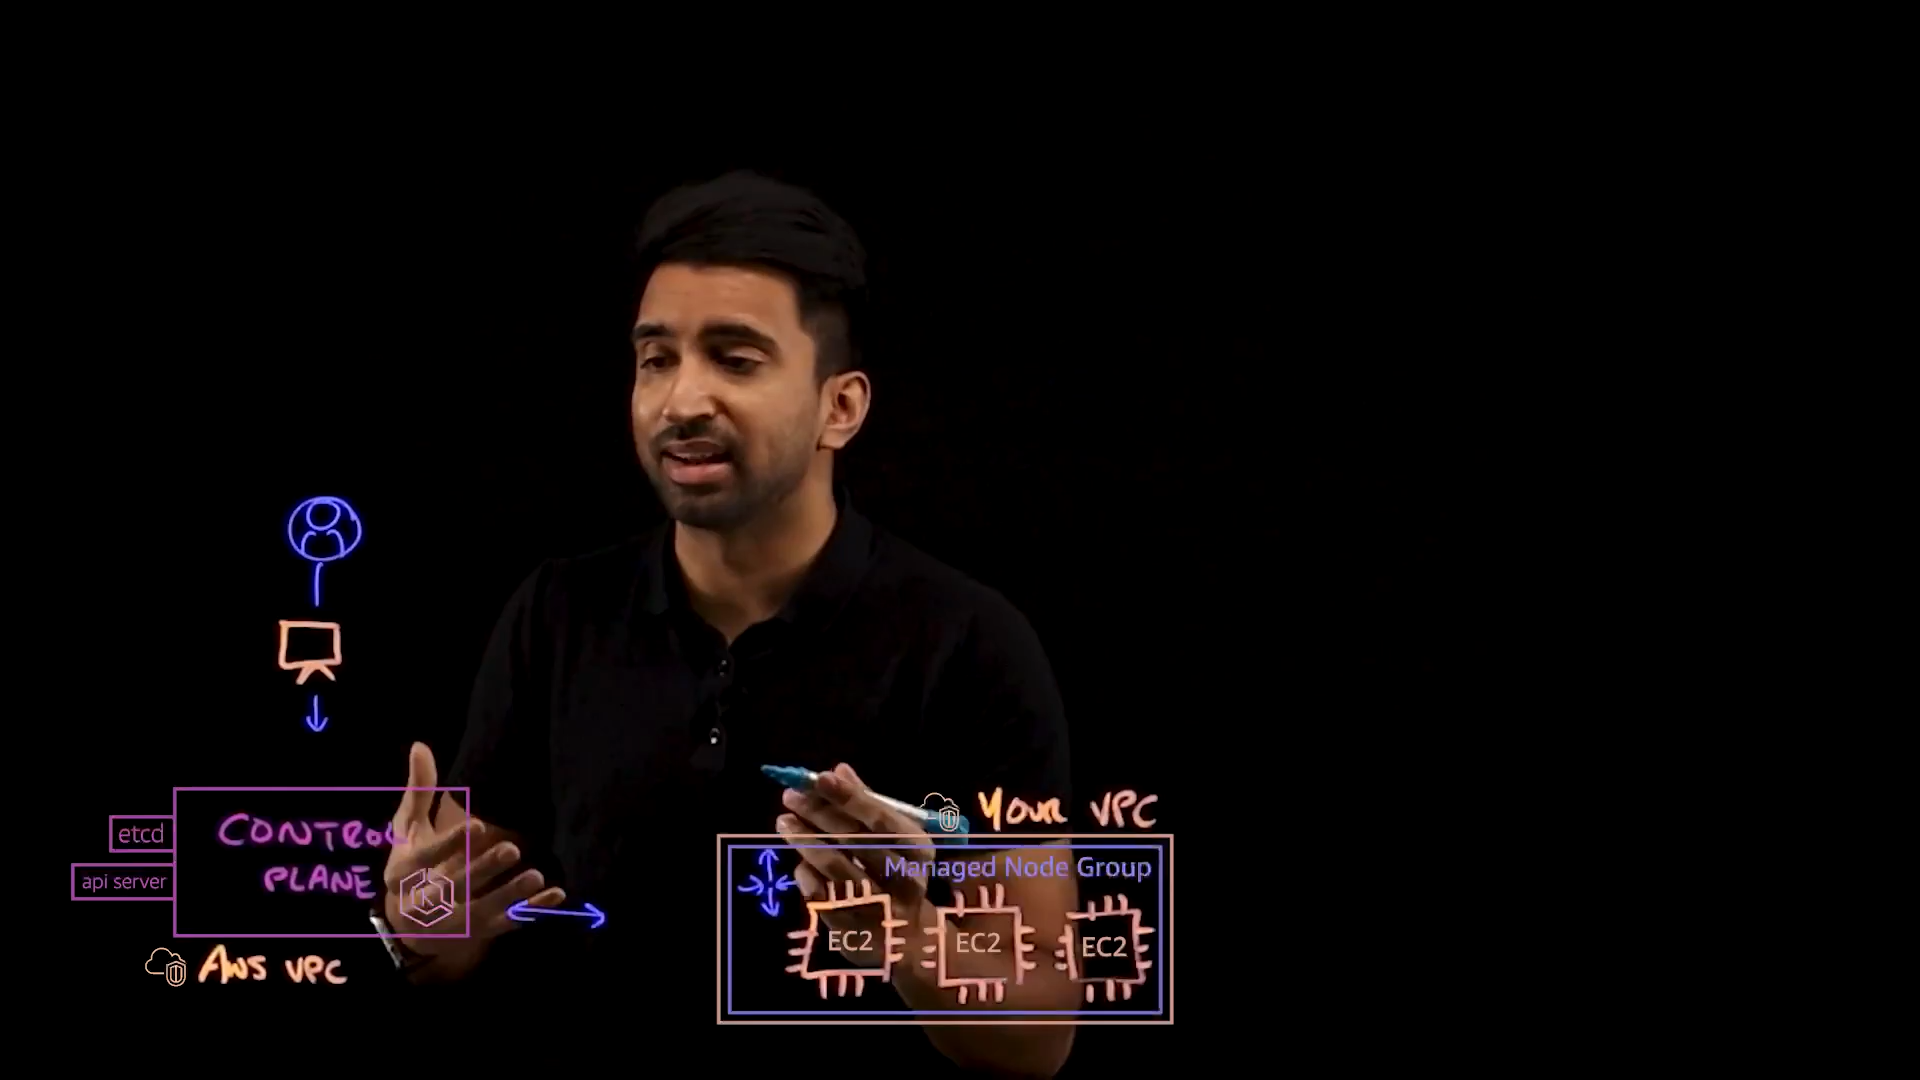 etcd
api server
CONTROL
PLANE
K
AWS VPC
YOUR VPC
Managed Node Group
EC2
EC2
EC2